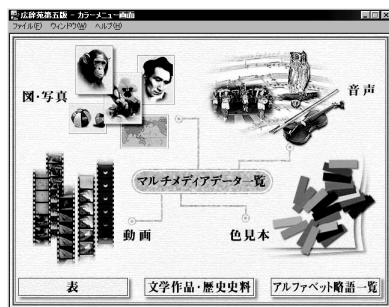 広辞苑第五版 - カラーメニュー画面
ファイル(F) ウィンドウ(W) ヘルプ(H)
図・写真
音声
マルチメディアデータ一覧
動画
色見本
表
文学作品・歴史史料
アルファベット略語一覧